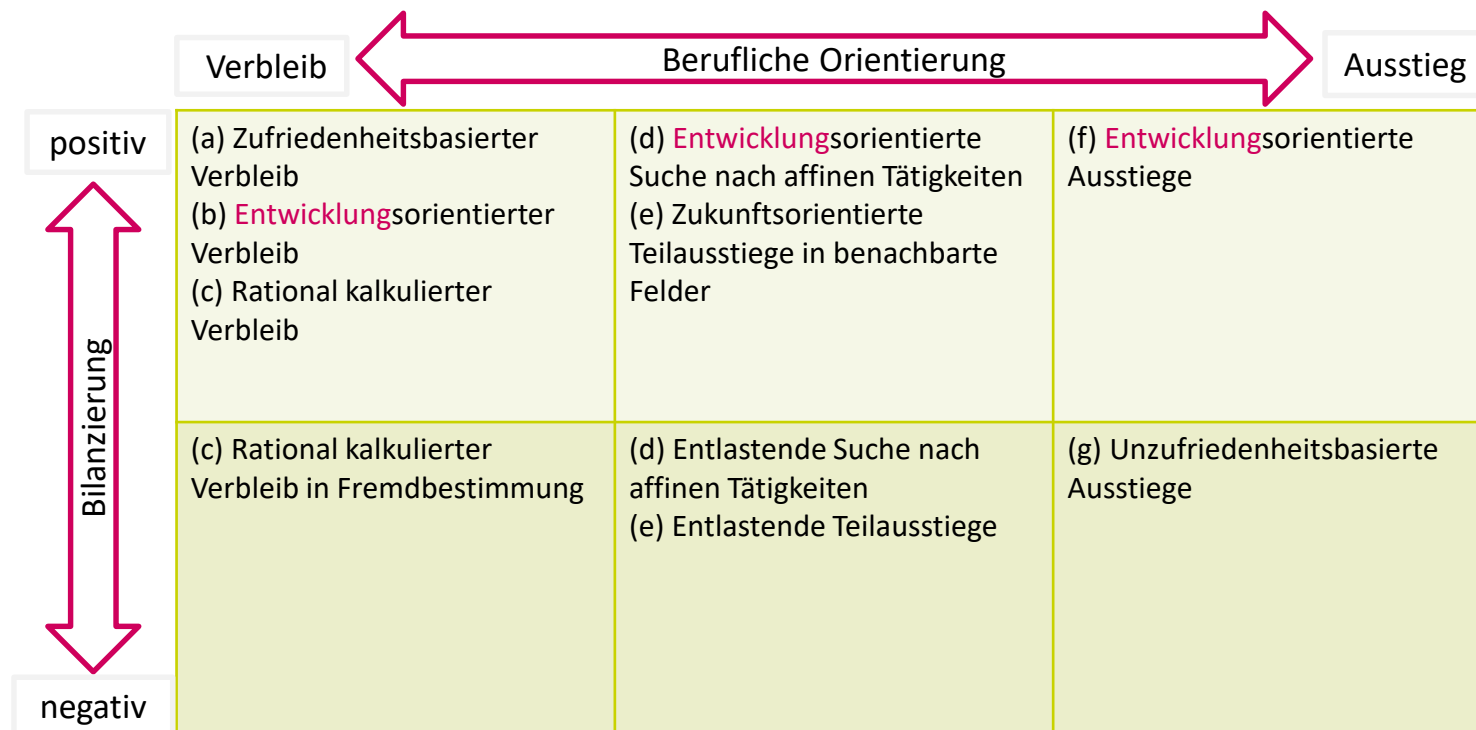 Verbleib
Berufliche Orientierung
Ausstieg
positiv
(a) Zufriedenheitsbasierter
Verbleib
(b) Entwicklungsorientierter
Verbleib
(c) Rational kalkulierter
Verbleib
(d) Entwicklungsorientierte
Suche nach affinen Tätigkeiten
(e) Zukunftsorientierte
Teilausstiege in benachbarte
Felder
(f) Entwicklungsorientierte
Ausstiege
Bilanzierung
(c) Rational kalkulierter
Verbleib in Fremdbestimmung
(d) Entlastende Suche nach
affinen Tätigkeiten
(e) Entlastende Teilausstiege
(g) Unzufriedenheitsbasierte
Ausstiege
negativ